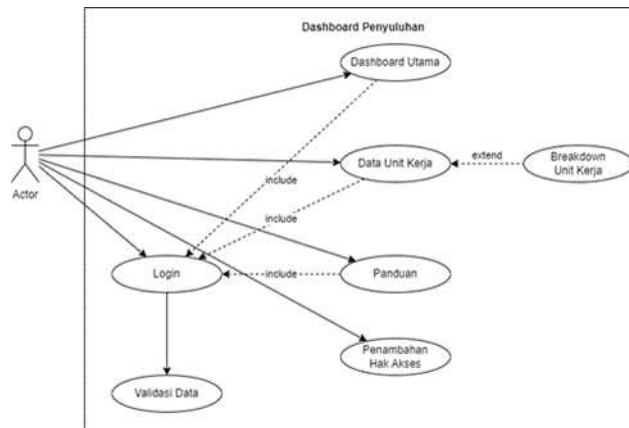 Dashboard Penyuluhan
Dashboard Utama
Data Unit Kerja
extend
Breakdown
Unit Kerja
include
Actor
include
Login
include
Panduan
Penambahan
Hak Akses
Validasi Data